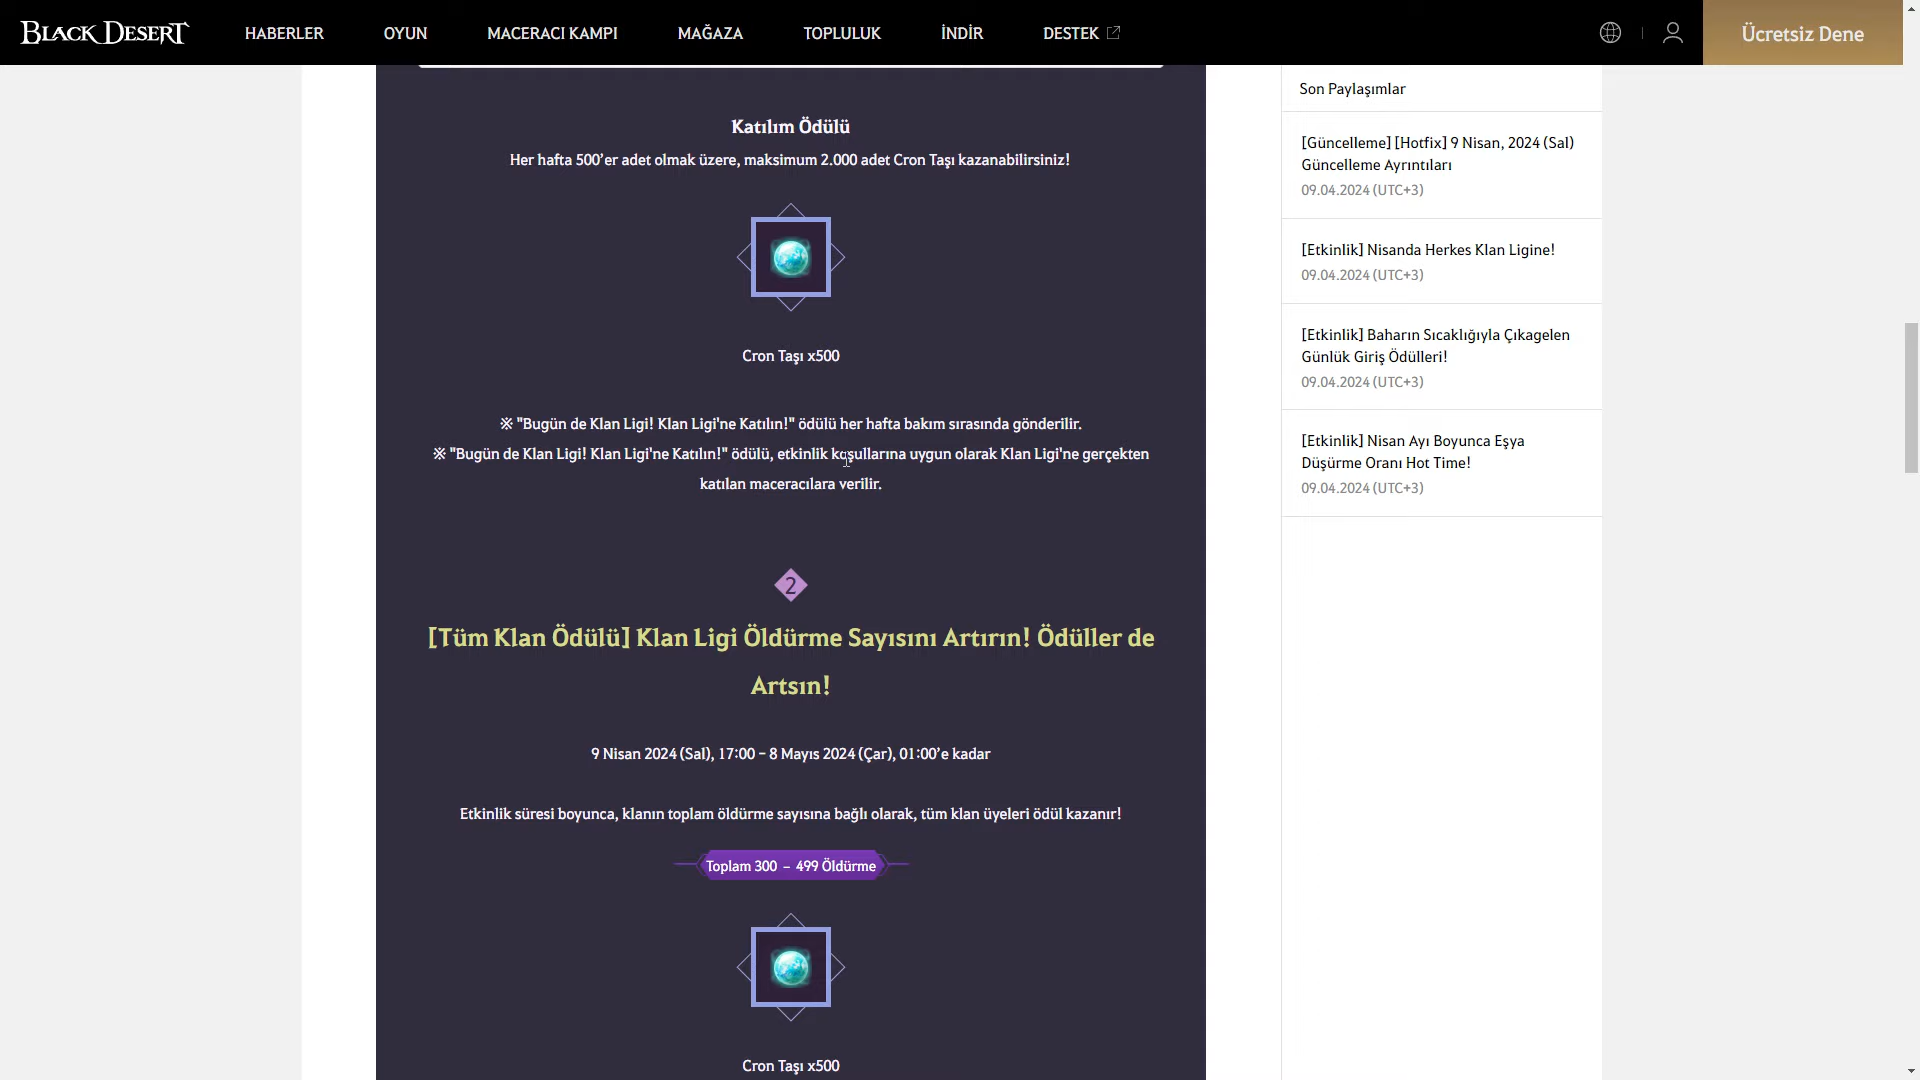 BLACK DESERT
HABERLER
OYUN
MACERACI KAMPI
MAĞAZA
TOPLULUK
İNDİR
DESTEK
Ücretsiz Dene
Katılım Ödülü
Her hafta 500’er adet olmak üzere, maksimum 2.000 adet Cron Taşı kazanabilirsiniz!
Cron Taşı x500
※ "Bugün de Klan Ligi! Klan Ligi'ne Katılın!" ödülü her hafta bakım sırasında gönderilir.
※ "Bugün de Klan Ligi! Klan Ligi'ne Katılın!" ödülü, etkinlik koşullarına uygun olarak Klan Ligi'ne gerçekten
katılan maceracılara verilir.
2
[Tüm Klan Ödülü] Klan Ligi Öldürme Sayısını Artırın! Ödüller de
Artsın!
9 Nisan 2024 (Sal), 17:00 – 8 Mayıs 2024 (Çar), 01:00’e kadar
Etkinlik süresi boyunca, klanın toplam öldürme sayısına bağlı olarak, tüm klan üyeleri ödül kazanır!
Toplam 300 – 499 Öldürme
Cron Taşı x500
Son Paylaşımlar
[Güncelleme] [Hotfix] 9 Nisan, 2024 (Sal)
Güncelleme Ayrıntıları
09.04.2024 (UTC+3)
[Etkinlik] Nisanda Herkes Klan Ligine!
09.04.2024 (UTC+3)
[Etkinlik] Baharın Sıcaklığıyla Çıkagelen
Günlük Giriş Ödülleri!
09.04.2024 (UTC+3)
[Etkinlik] Nisan Ayı Boyunca Eşya
Düşürme Oranı Hot Time!
09.04.2024 (UTC+3)